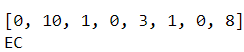 [0, 10, 1, 0, 3, 1, 0, 8]
EC